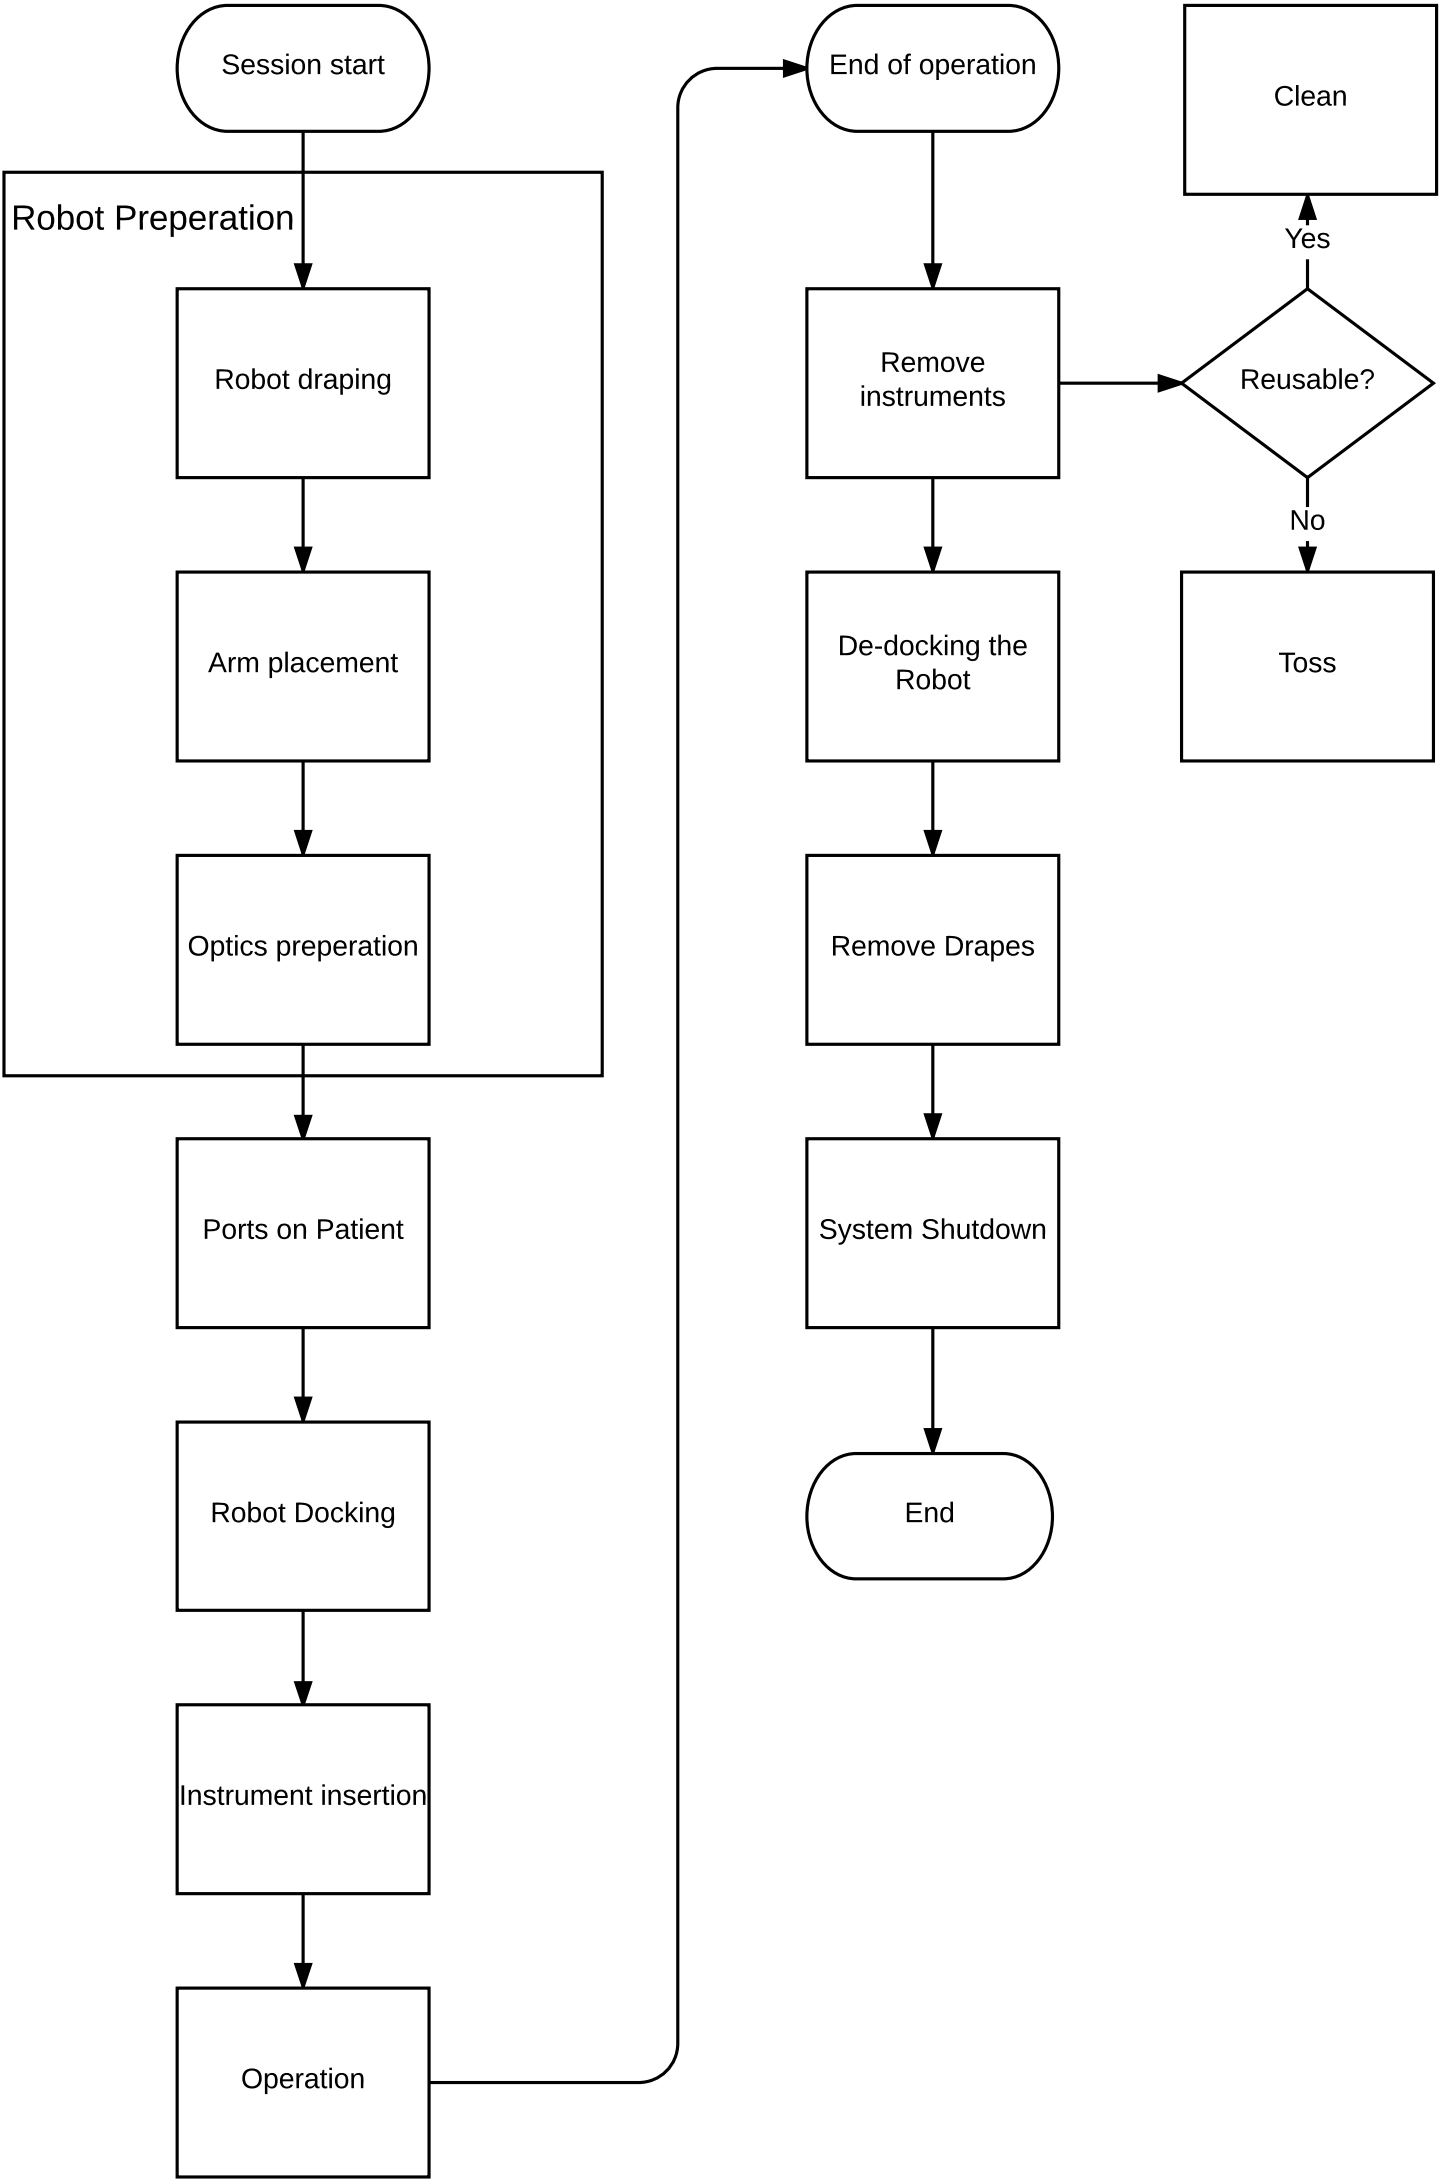 Session start
Robot Preperation
Robot draping
Arm placement
Optics preperation
Ports on Patient
Robot Docking
Instrument insertion
Operation
End of operation
Remove
instruments
De-docking the
Robot
Remove Drapes
System Shutdown
End
Clean
Yes
Reusable?
No
Toss